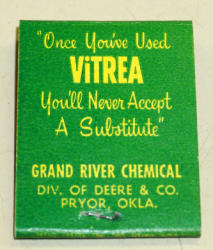 "Once You've Used
ViTREA
You'll Never Accept
A Substitute"
GRAND RIVER CHEMICAL
DIV. OF DEERE & CO.
PRYOR, OKLA.